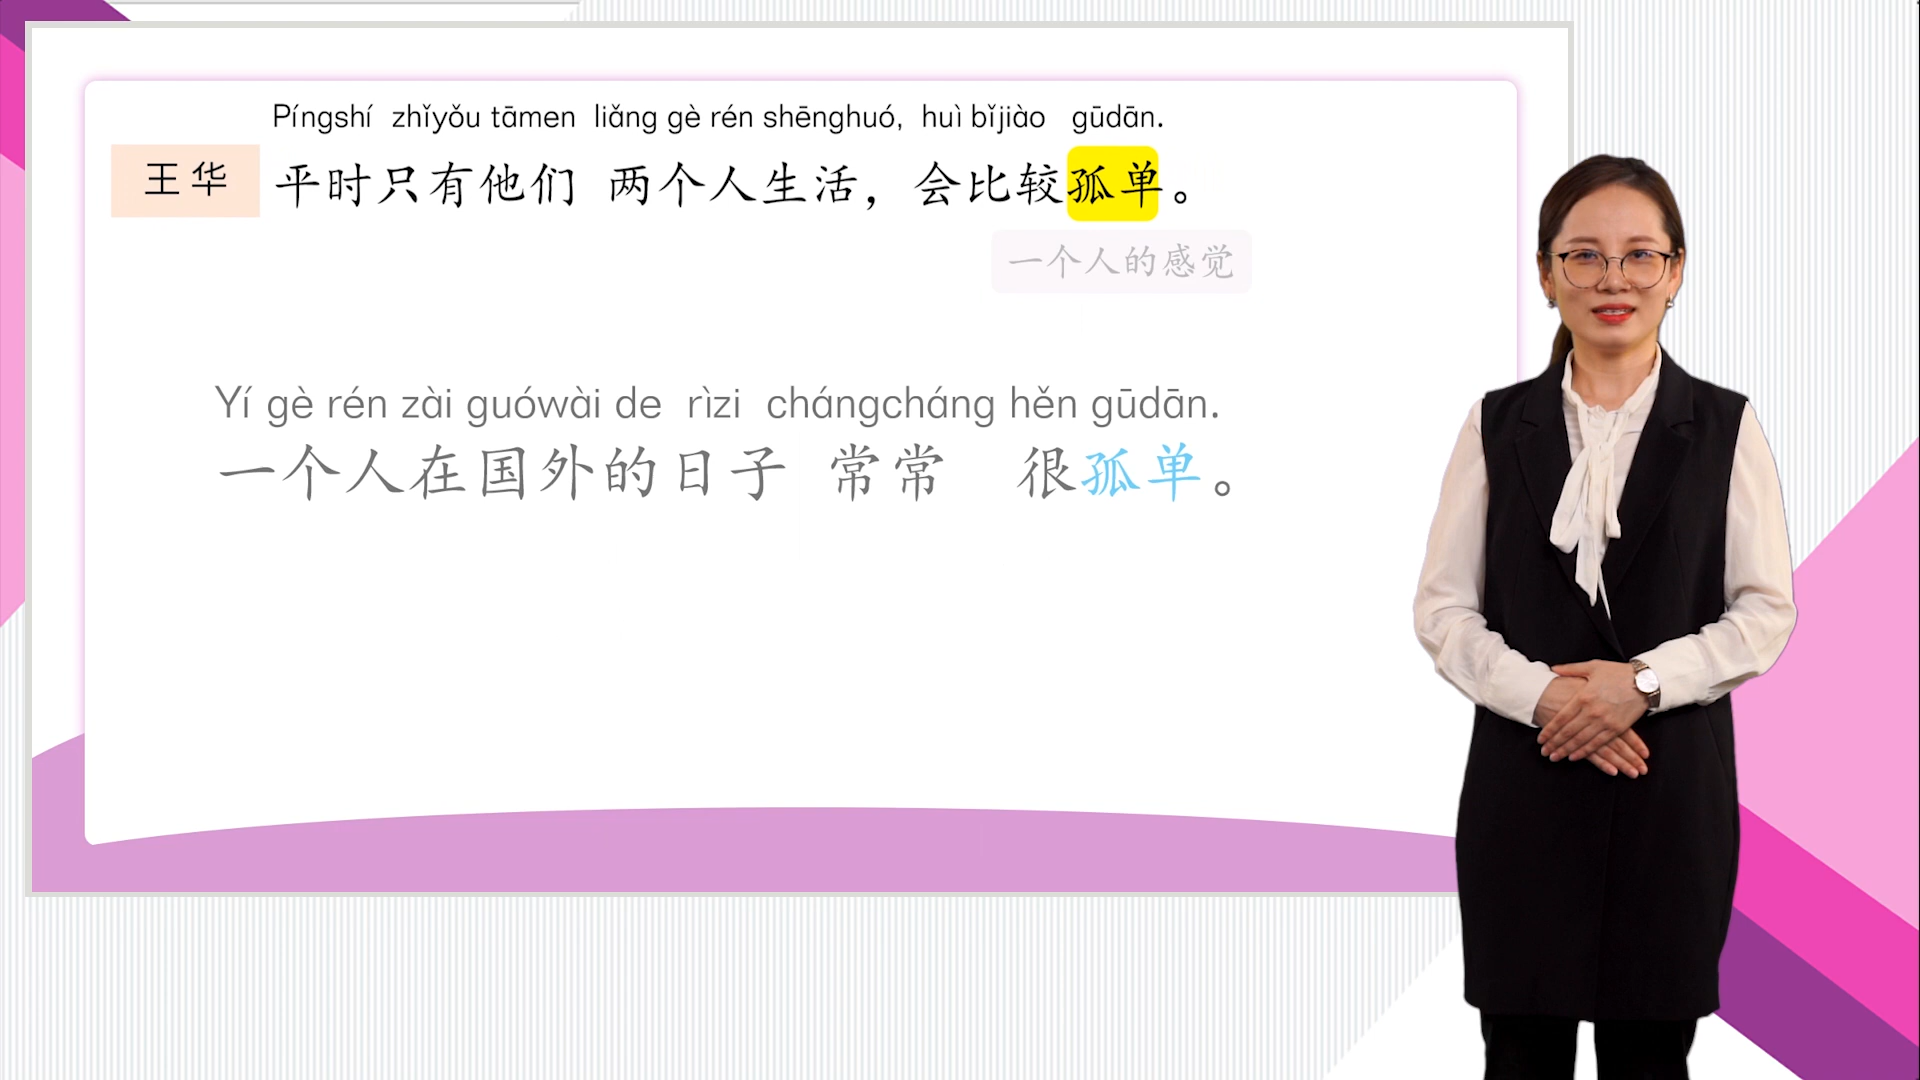 Píngshí zhǐyǒu tāmen liǎng gè rén shēnghuó, huì bǐjiào gūdān.
王华 平时只有他们 两个人生活，会比较孤单。
一个人的感觉
Yí gè rén zài guówài de rìzi chángcháng hěn gūdān.
一个人在国外的日子 常常 很孤单。